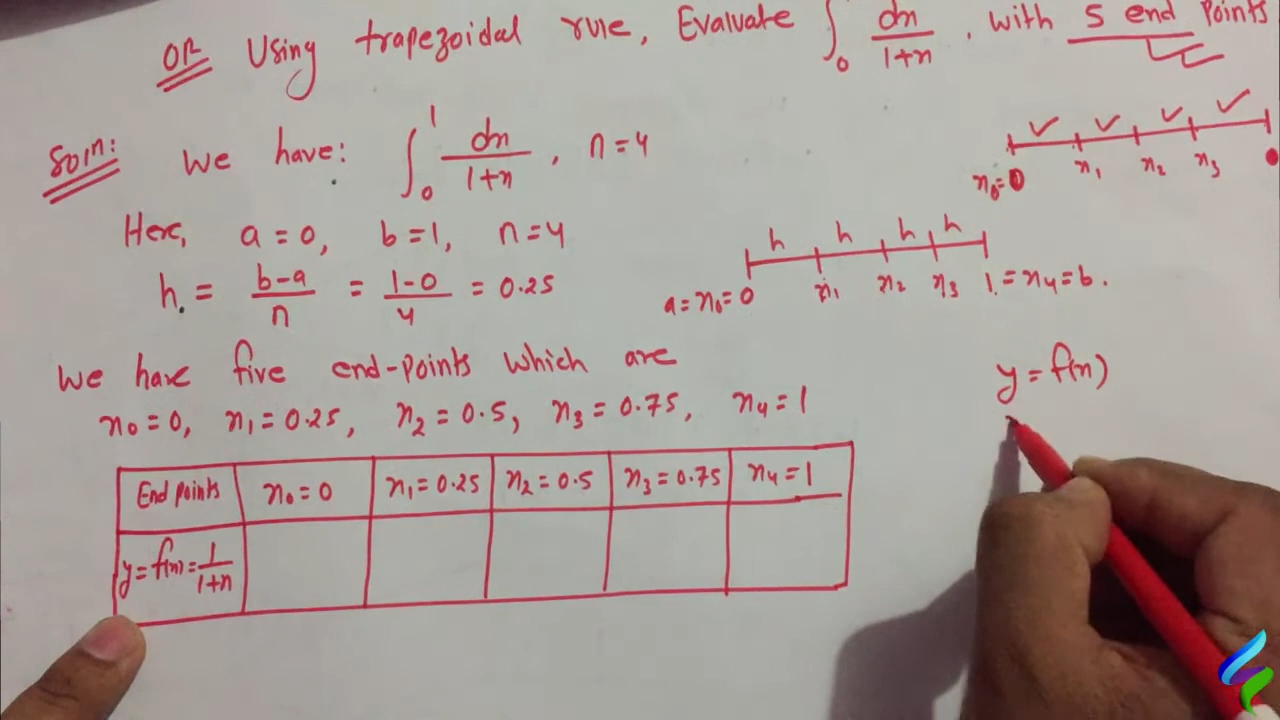 OR Using trapezoidal rule, Evaluate ∫₀ dx/(1+x), with 5 end points
Soln: We have: ∫₀¹ dx/(1+x), n=4
x₀=0 x₁ x₂ x₃
Here, a=0, b=1, n=4
h h h h
h = (b-a)/n = (1-0)/4 = 0.25
a=x₀=0 x₁ x₂ x₃ 1=x₄=b.
We have five end-points which are
x₀=0, x₁=0.25, x₂=0.5, x₃=0.75, x₄=1
y=f(x)
End points x₀=0 x₁=0.25 x₂=0.5 x₃=0.75 x₄=1
y=f(x)=1/(1+x)